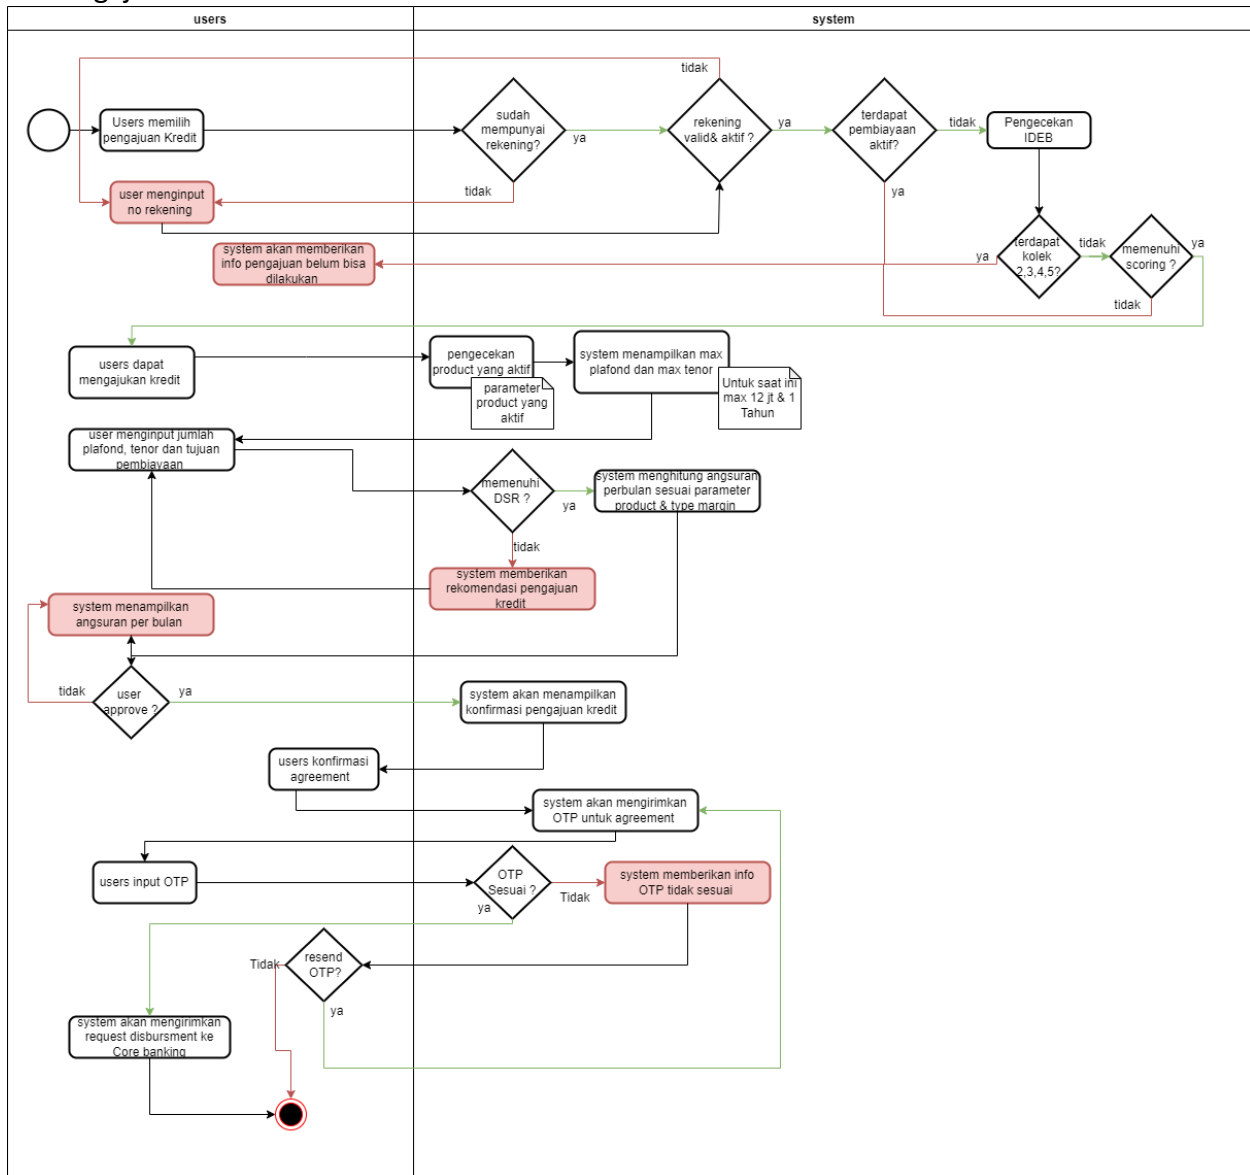 users
system
tidak
Users memilih
pengajuan Kredit
sudah
mempunyai
rekening?
ya
tidak
rekening
valid& aktif ?
ya
terdapat
pembiayaan
aktif?
tidak
ya
Pengecekan
IDEB
user menginput
no rekening
system akan memberikan
info pengajuan belum bisa
dilakukan
ya
terdapat
kolek
2,3,4,5?
tidak
memenuhi
scoring ?
ya
tidak
users dapat
mengajukan kredit
pengecekan
product yang aktif
parameter
product yang
aktif
system menampilkan max
plafond dan max tenor
Untuk saat ini
max 12 jt & 1
Tahun
user menginput jumlah
plafond, tenor dan tujuan
pembiayaan
memenuhi
DSR ?
ya
tidak
system menghitung angsuran
perbulan sesuai parameter
product & type margin
system memberikan
rekomendasi pengajuan
kredit
system menampilkan
angsuran per bulan
tidak
user
approve ?
ya
system akan menampilkan
konfirmasi pengajuan kredit
users konfirmasi
agreement
system akan mengirimkan
OTP untuk agreement
users input OTP
OTP
Sesuai ?
ya
Tidak
system memberikan info
OTP tidak sesuai
Tidak
resend
OTP?
ya
system akan mengirimkan
request disbursment ke
Core banking